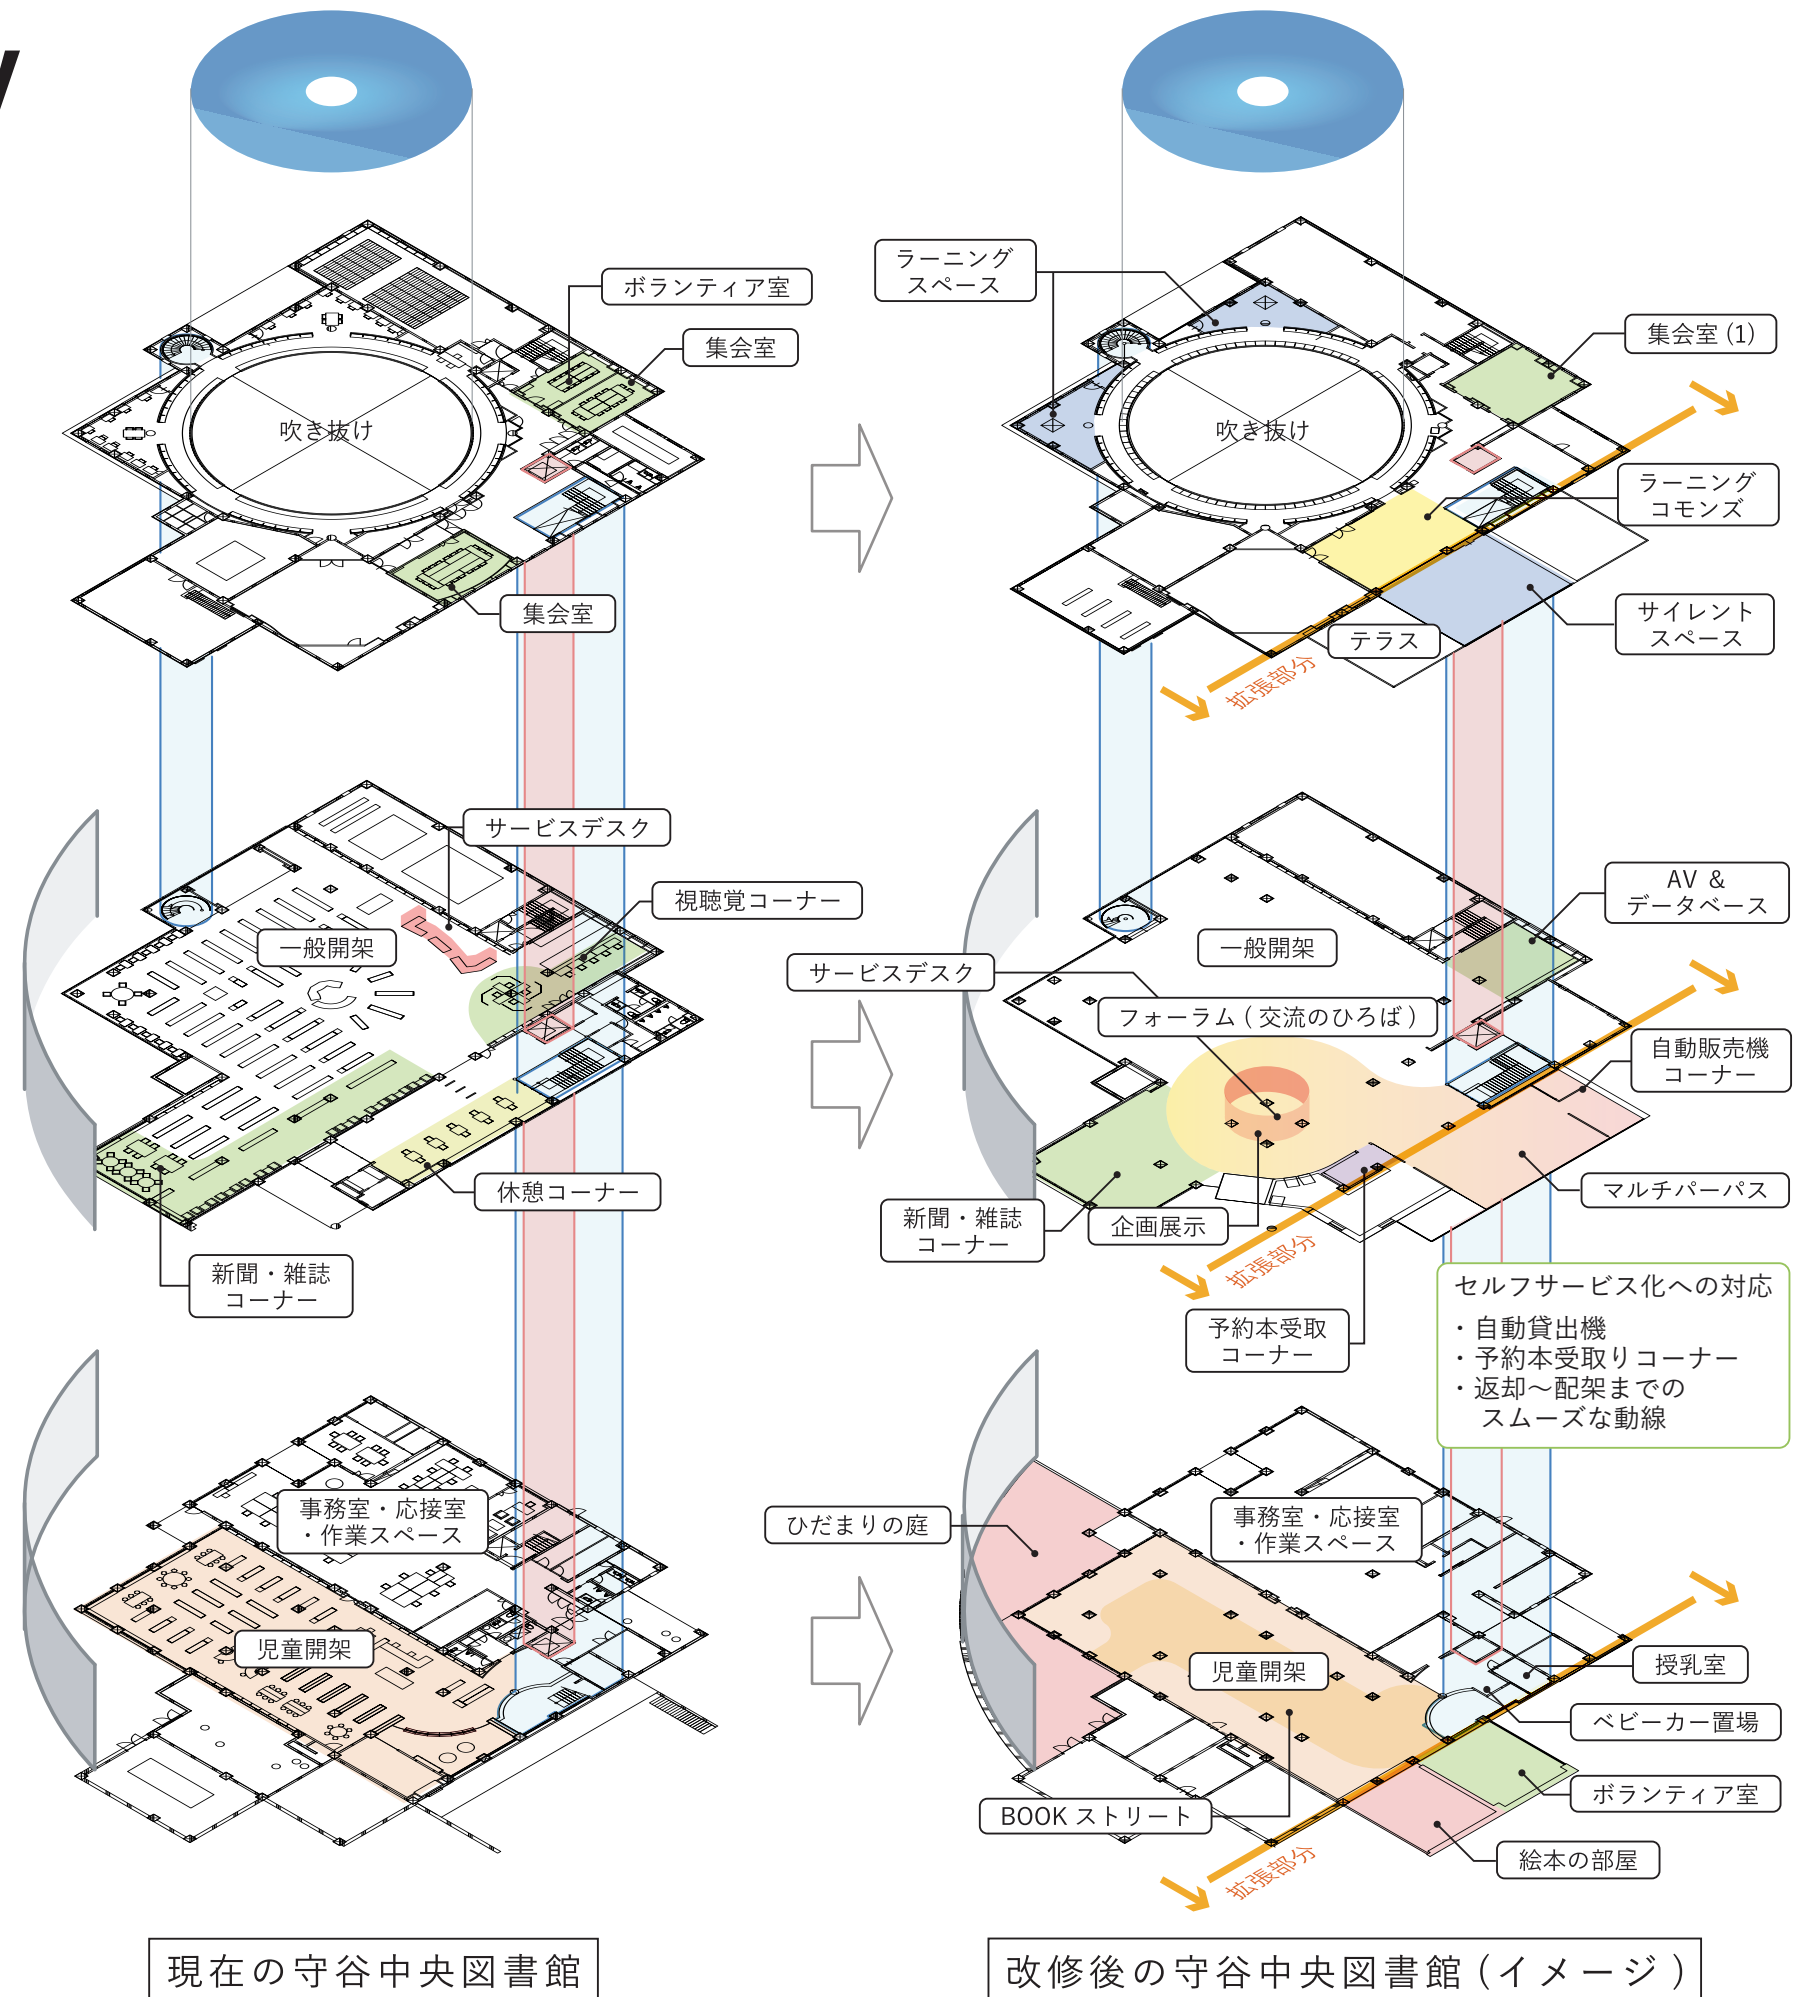 y
ボランティア室
集会室
吹き抜け
集会室
サービスデスク
視聴覚コーナー
一般開架
休憩コーナー
新聞・雑誌
コーナー
事務室・応接室
・作業スペース
児童開架
現在の守谷中央図書館
ラーニング
スペース
集会室(1)
吹き抜け
ラーニング
コモンズ
サイレント
スペース
テラス
拡張部分
AV &
データベース
一般開架
サービスデスク
フォーラム(交流のひろば)
自動販売機
コーナー
マルチパーパス
新聞・雑誌
コーナー
企画展示
拡張部分
予約本受取
コーナー
セルフサービス化への対応
・自動貸出機
・予約本受取りコーナー
・返却～配架までの
スムーズな動線
ひだまりの庭
事務室・応接室
・作業スペース
児童開架
授乳室
ベビーカー置場
ボランティア室
BOOK ストリート
絵本の部屋
拡張部分
改修後の守谷中央図書館(イメージ)